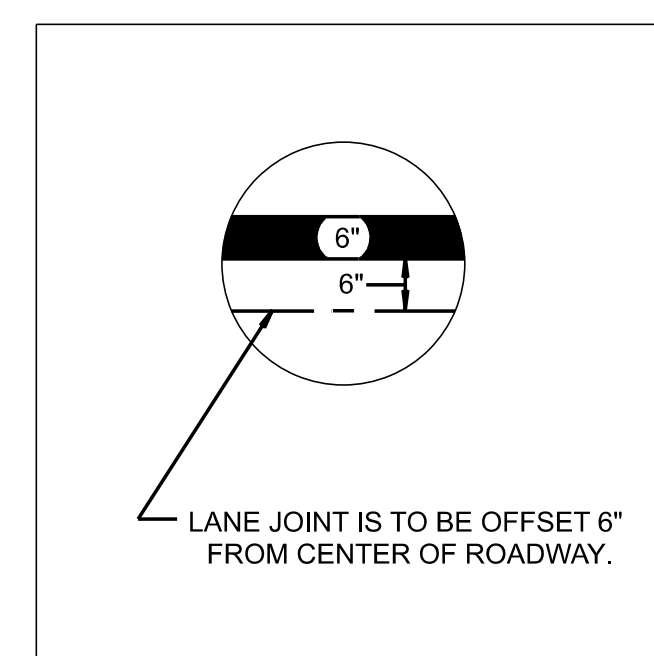 6"
6"
LANE JOINT IS TO BE OFFSET 6"
FROM CENTER OF ROADWAY.